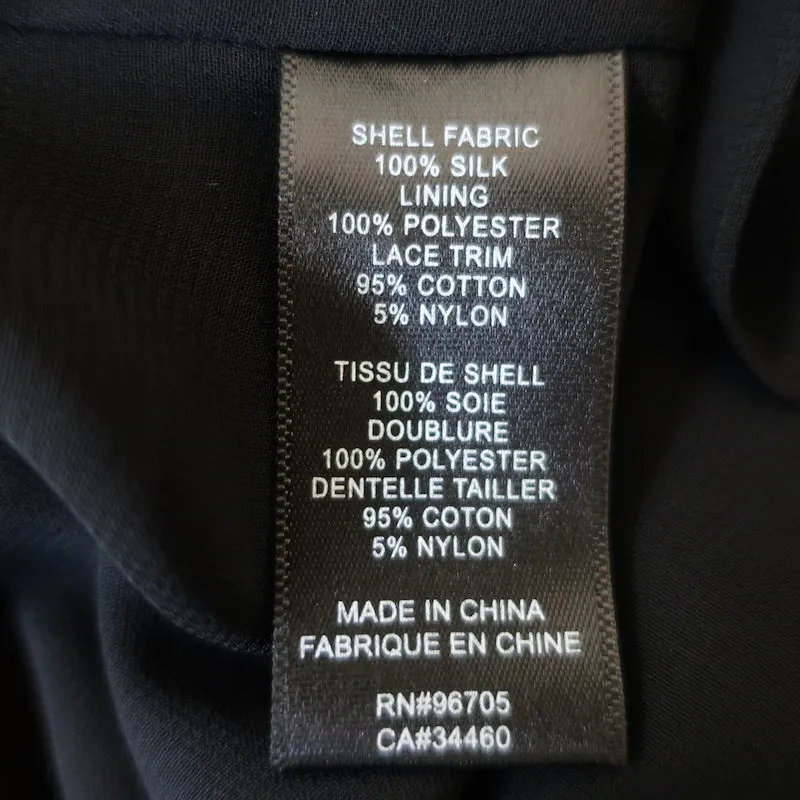 SHELL FABRIC
100% SILK
LINING
100% POLYESTER
LACE TRIM
95% COTTON
5% NYLON
TISSU DE SHELL
100% SOIE
DOUBLURE
100% POLYESTER
DENTELLE TAILLER
95% COTON
5% NYLON
MADE IN CHINA
FABRIQUE EN CHINE
RN#96705
CA#34460